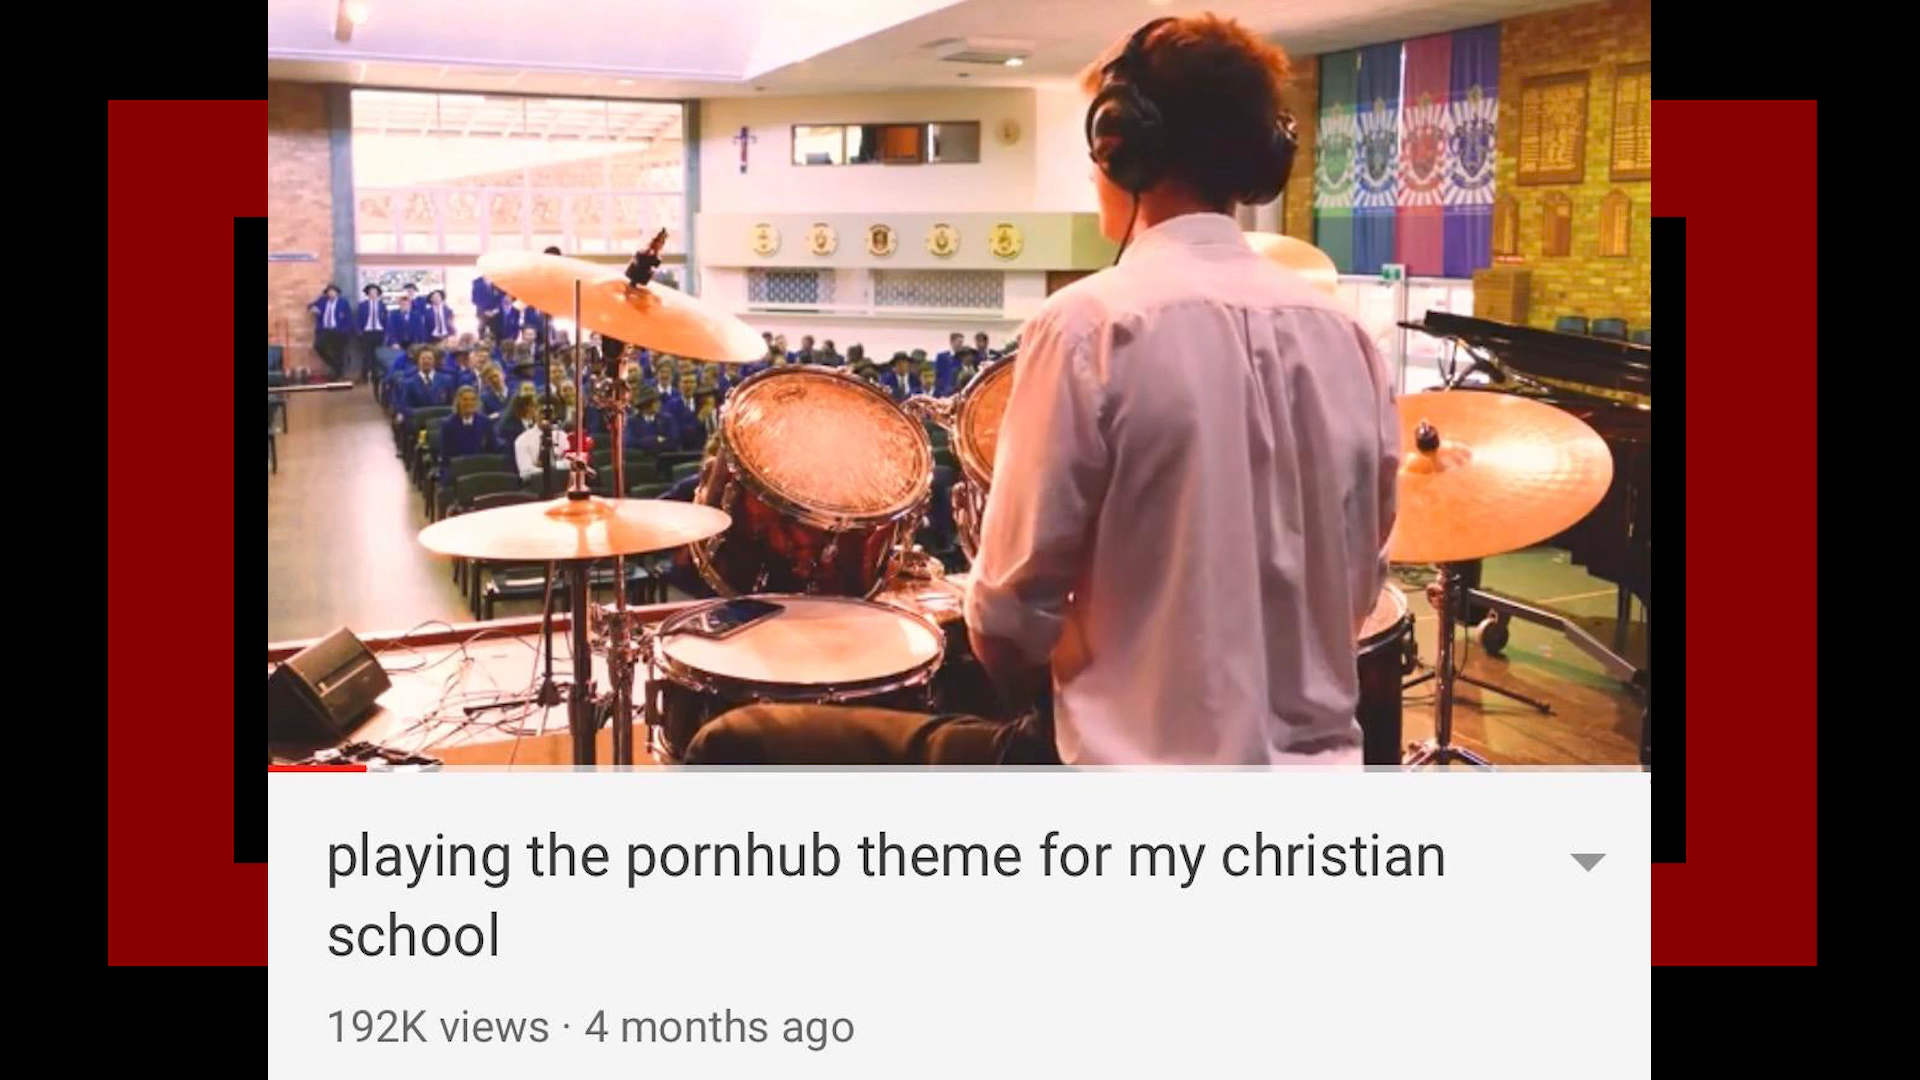 playing the pornhub theme for my christian
school
192K views · 4 months ago